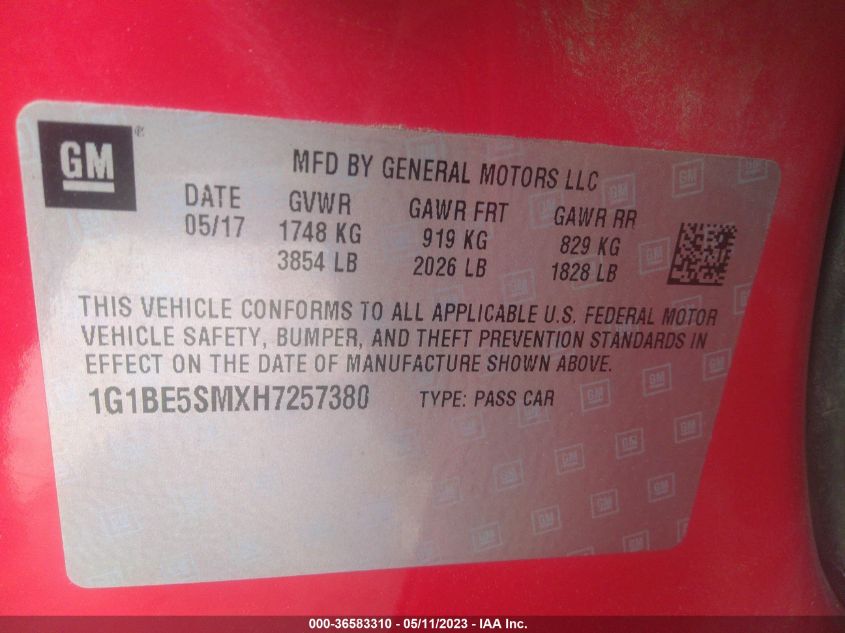 GM ®
MFD BY GENERAL MOTORS LLC
DATE GVWR GAWR FRT GAWR RR
05/17 1748 KG 919 KG 829 KG
3854 LB 2026 LB 1828 LB
THIS VEHICLE CONFORMS TO ALL APPLICABLE U.S. FEDERAL MOTOR
VEHICLE SAFETY, BUMPER, AND THEFT PREVENTION STANDARDS IN
EFFECT ON THE DATE OF MANUFACTURE SHOWN ABOVE.
1G1BE5SMXH7257380 TYPE: PASS CAR
000-36583310 - 05/11/2023 - IAA Inc.